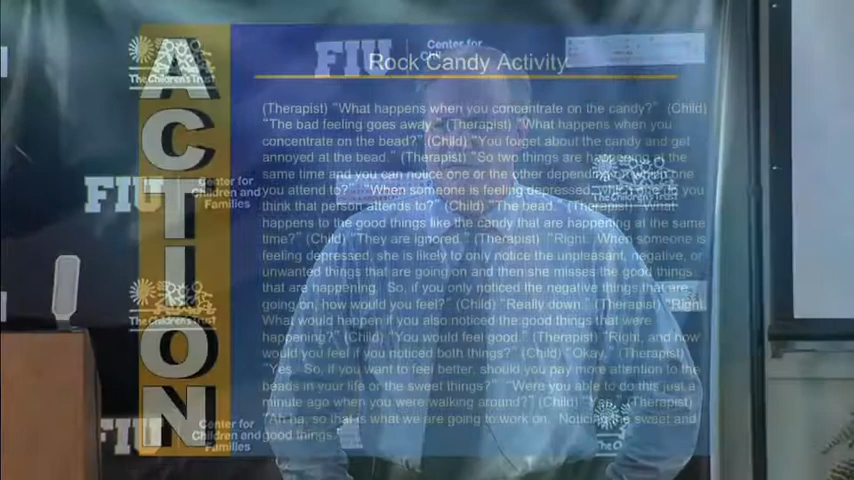 ACTION
Rock Candy Activity
(Therapist) "What happens when you concentrate on the candy?" (Child)
"The bad feeling goes away." (Therapist) "What happens when you
concentrate on the bead?" (Child) "You forget about the candy and get
annoyed at the bead." (Therapist) "So two things are at the
same time and you can notice one or the other depending on which one
you attend to." "When someone is feeling depressed, which one do you
think that person attends to?" (Child) "The bead." (Therapist) "What
happens to the good things like the candy that are happening at the same
time?" (Child) "They are ignored." (Therapist) "Right. When someone is
feeling depressed, she is likely to only notice the unpleasant, negative, or
unwanted things that are going on and then she misses the good things
that are happening. So, if you only noticed the negative things that are
going on, how would you feel?" (Child) "Really down." (Therapist) "Right.
What would happen if you also noticed the good things that were
happening?" (Child) "You would feel good." (Therapist) "Right, and how
would you feel if you noticed both things?" (Child) "Okay." (Therapist)
"Yes. So, if you want to feel better, should you pay more attention to the
beads in your life or the sweet things?" "Were you able to do this just a
minute ago when you were walking around?" (Child) (Therapist)
so that is what we are going to work on. Noticing the sweet and
good things."
FIU
Center for
The Children's Trust
FIU
Center for
Children and
Families
The Children's Trust
The Children's Trust
FIU
Center for
Children and
Families